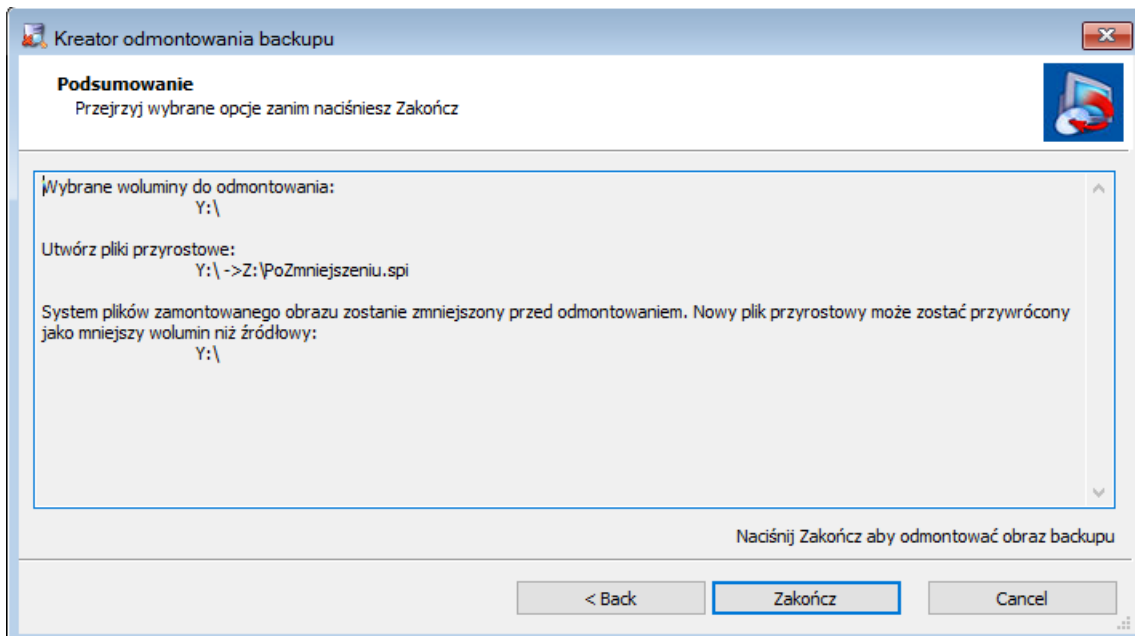 Kreator odmontowania backupu
Podsumowanie
Przejrzyj wybrane opcje zanim naciśniesz Zakończ
Wybrane woluminy do odmontowania:
Y:\
Utwórz pliki przyrostowe:
Y:\ ->Z:\PoZmniejszeniu.spi
System plików zamontowanego obrazu zostanie zmniejszony przed odmontowaniem. Nowy plik przyrostowy może zostać przywrócony
jako mniejszy wolumin niż źródłowy:
Y:\
Naciśnij Zakończ aby odmontować obraz backupu
< Back
Zakończ
Cancel